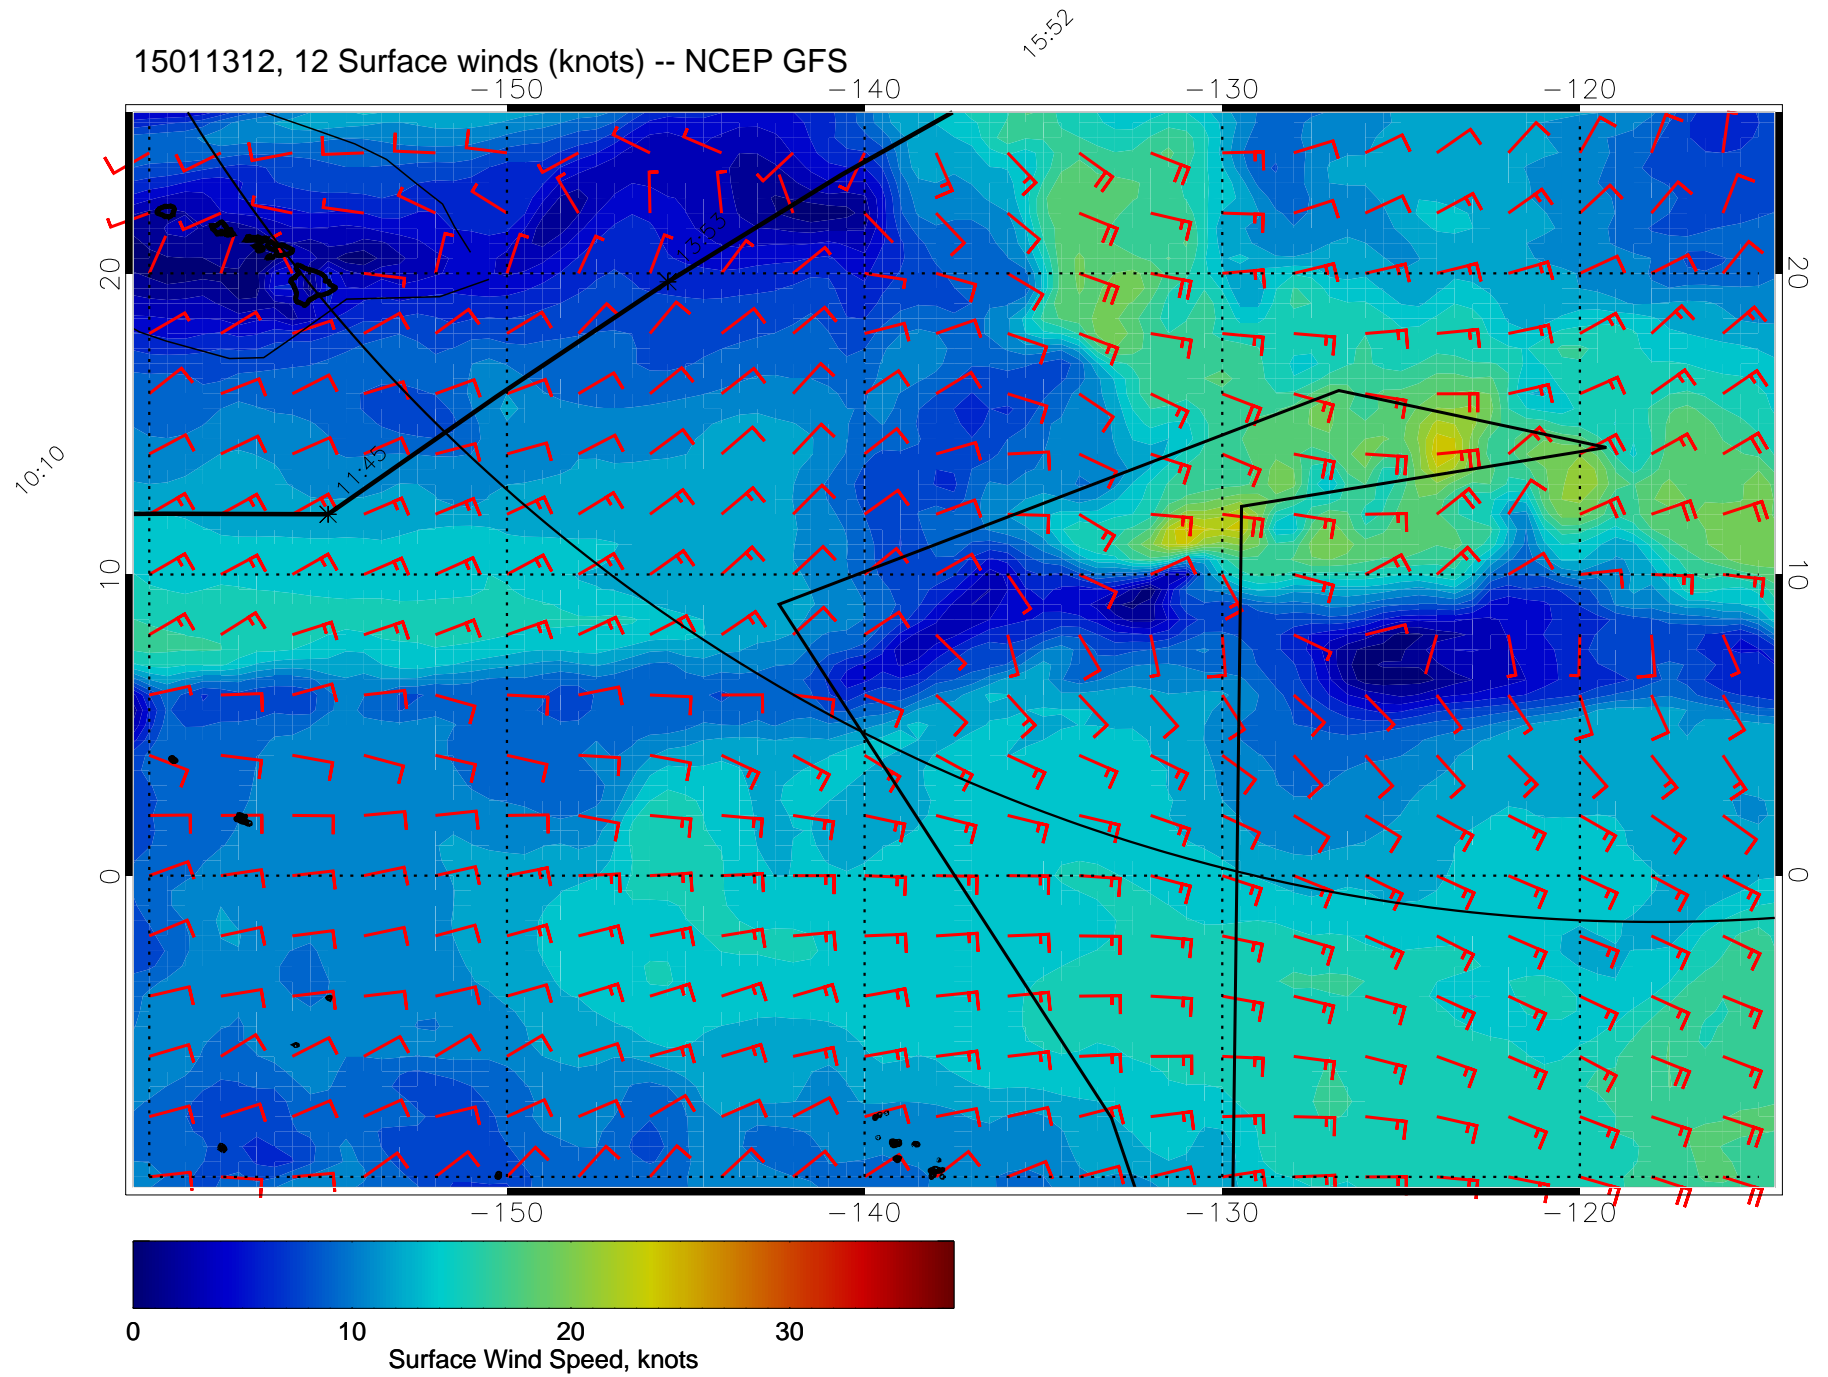 15:52
15011312, 12 Surface winds (knots) -- NCEP GFS
-150 -140 -130 -120
13:53
20 20
11:45
10:10
10 10
0 0
-150 -140 -130 -120
0 10 20 30
Surface Wind Speed, knots